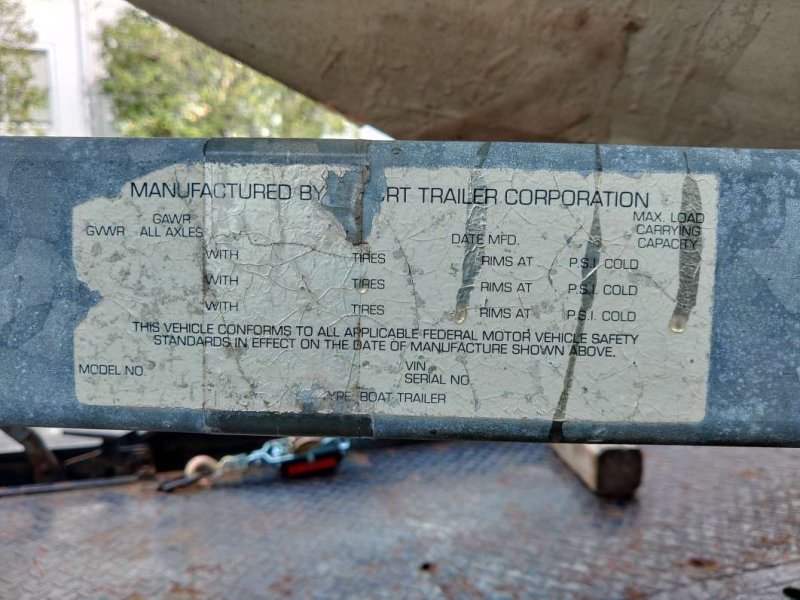 MANUFACTURED BY RT TRAILER CORPORATION
GVWR
GAWR
ALL AXLES
DATE MFD.
MAX. LOAD
CARRYING
CAPACITY
WITH TIRES RIMS AT P.S.I. COLD
WITH TIRES RIMS AT P.S.I. COLD
WITH TIRES RIMS AT P.S.I. COLD
THIS VEHICLE CONFORMS TO ALL APPLICABLE FEDERAL MOTOR VEHICLE SAFETY
STANDARDS IN EFFECT ON THE DATE OF MANUFACTURE SHOWN ABOVE.
MODEL NO.
VIN
SERIAL NO.
YPE: BOAT TRAILER